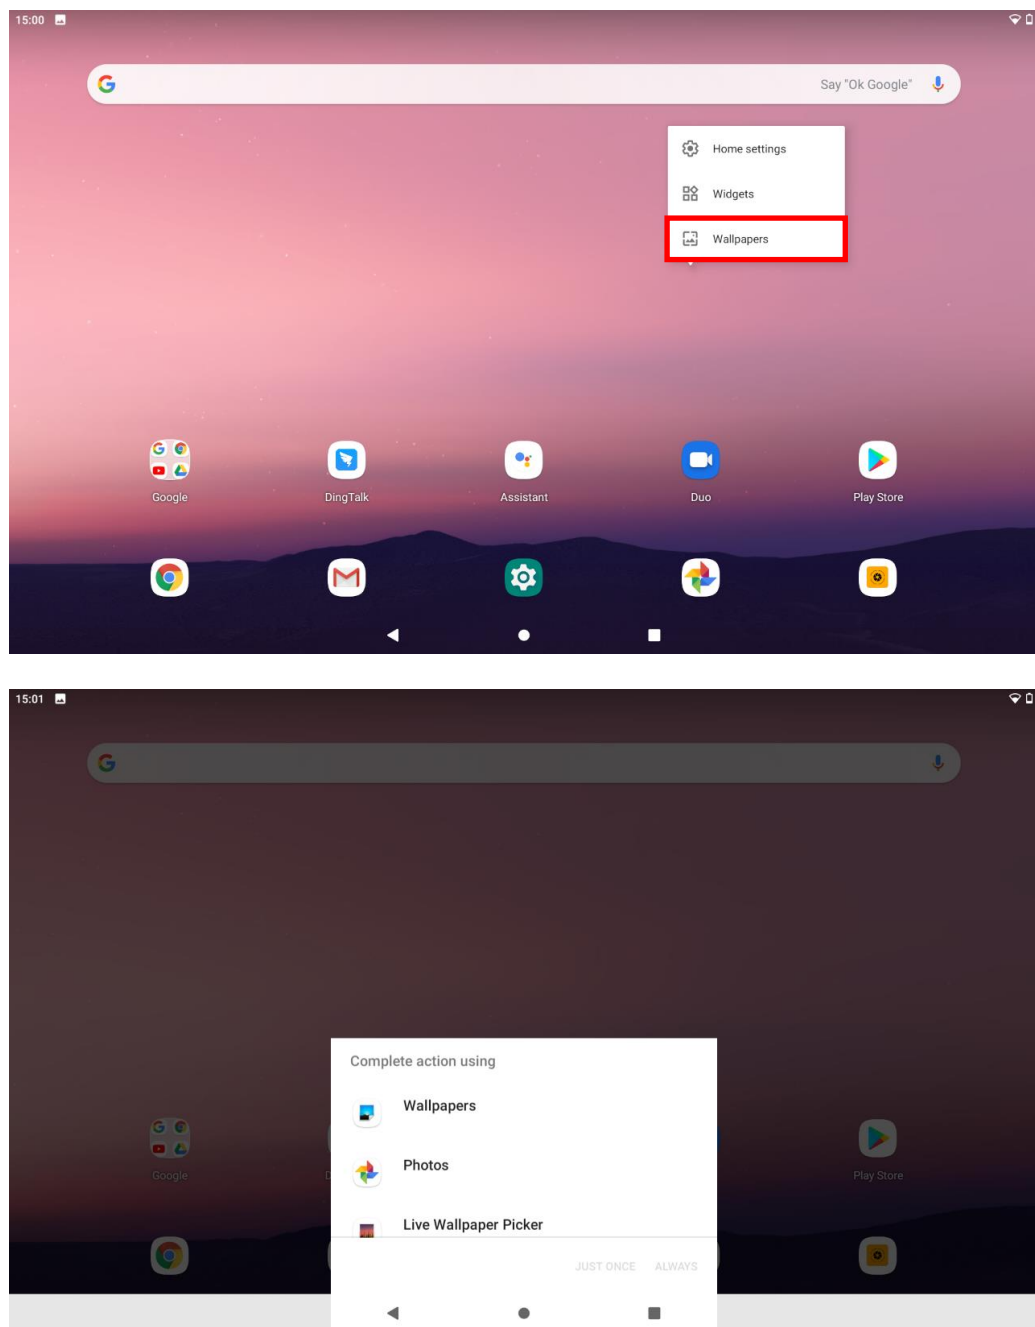 15:00
Say "Ok Google"
Home settings
Widgets
Wallpapers
Google
DingTalk
Assistant
Duo
Play Store
15:01
Complete action using
Wallpapers
Photos
Google
D
Play Store
Live Wallpaper Picker
JUST ONCE
ALWAYS